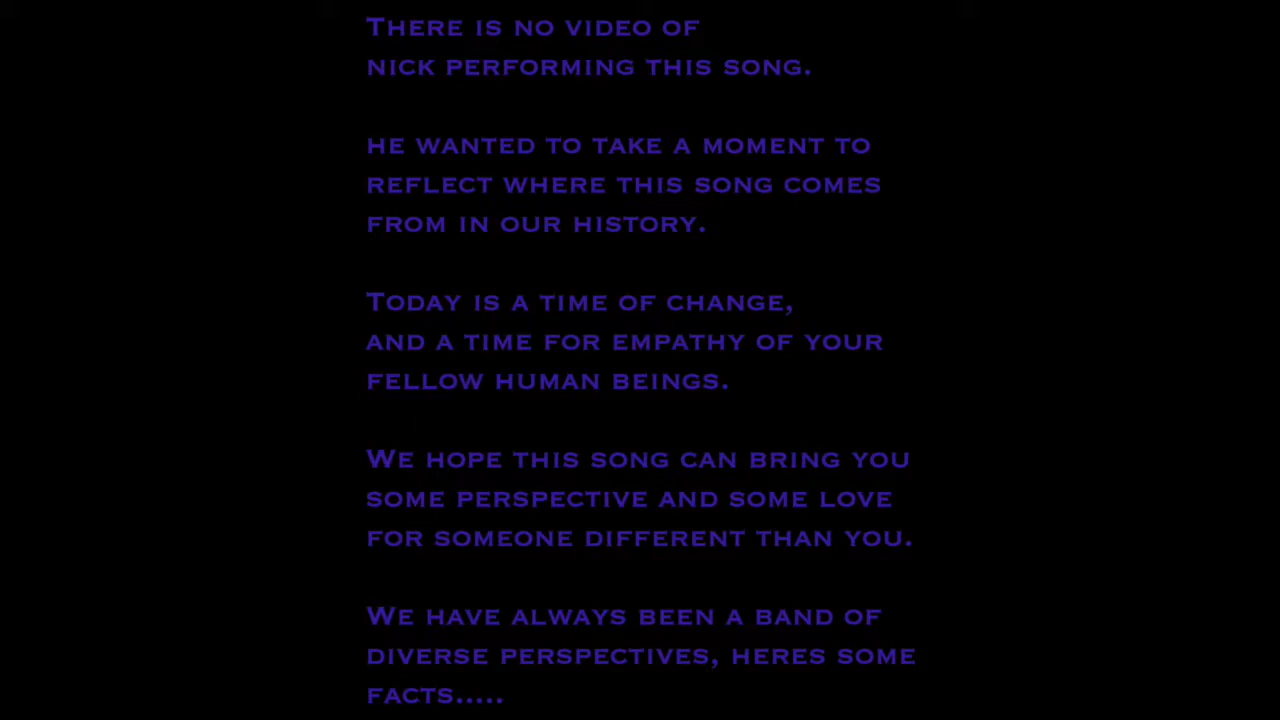 There is no video of
nick performing this song.
he wanted to take a moment to
reflect where this song comes
from in our history.
Today is a time of change,
and a time for empathy of your
fellow human beings.
We hope this song can bring you
some perspective and some love
for someone different than you.
We have always been a band of
diverse perspectives, heres some
facts.....